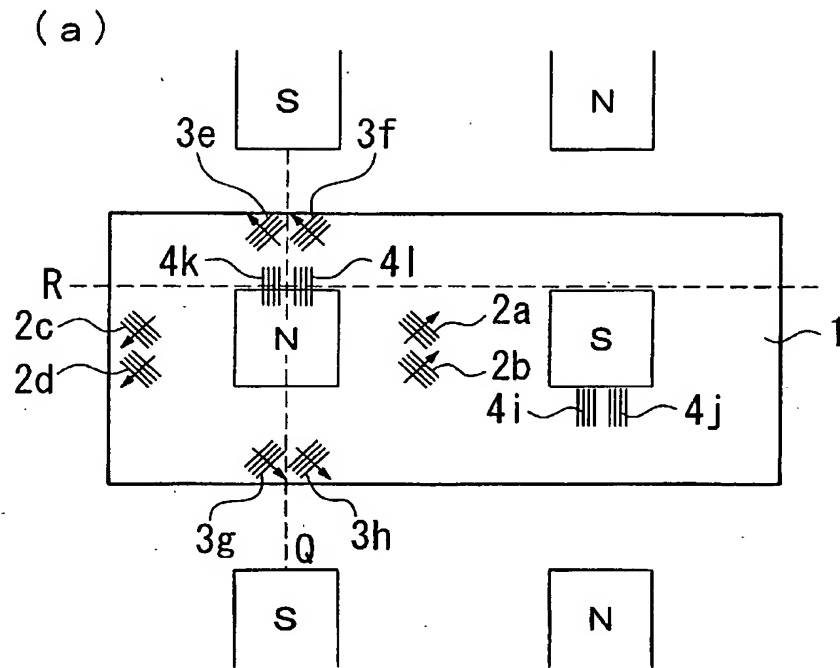 (a)
S N
3e 3f
4k 4l
R
2c N 2a S 1
2d 2b
4i 4j
3g Q 3h
S N